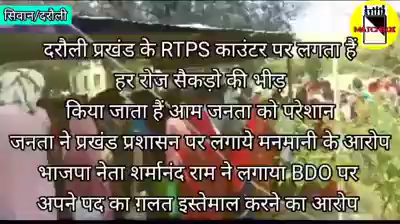 सिवान/दरौली
दरौली प्रखंड के RTPS काउंटर पर लगता हैं
हर रोज सैकड़ो की भीड़
किया जाता हैं आम जनता को परेशान
जनता ने प्रखंड प्रशासन पर लगाये मनमानी के आरोप
भाजपा नेता शर्मानंद राम ने लगाया BDO पर
अपने पद का ग़लत इस्तेमाल करने का आरोप